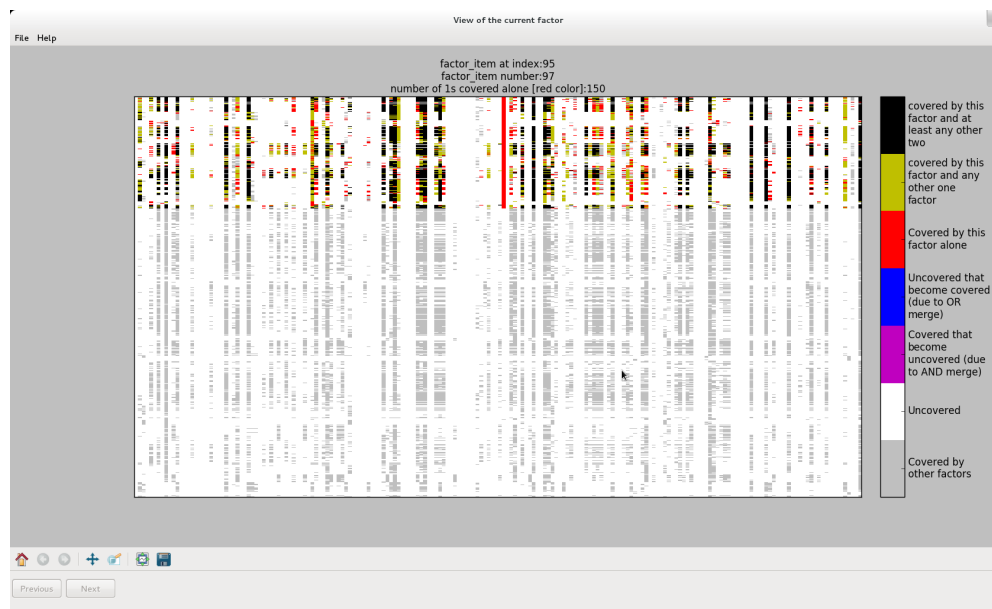 View of the current factor
File Help
factor_item at index:95
factor_item number:97
number of 1s covered alone [red color]:150
covered by this
factor and at
least any other
two
covered by this
factor and any
other one
factor
Covered by this
factor alone
Uncovered that
become covered
(due to OR
merge)
Covered that
become
uncovered (due
to AND merge)
Uncovered
Covered by
other factors
Previous Next